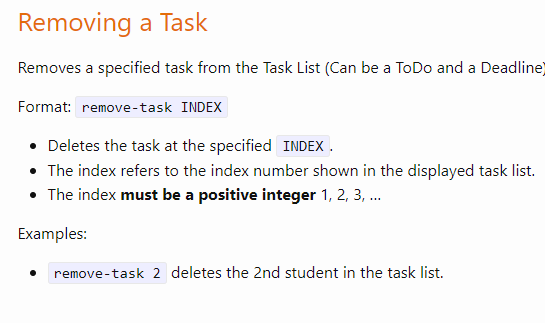 Removing a Task
Removes a specified task from the Task List (Can be a ToDo and a Deadline)
Format: remove-task INDEX
Deletes the task at the specified INDEX.
The index refers to the index number shown in the displayed task list.
The index must be a positive integer 1, 2, 3, …
Examples:
remove-task 2 deletes the 2nd student in the task list.